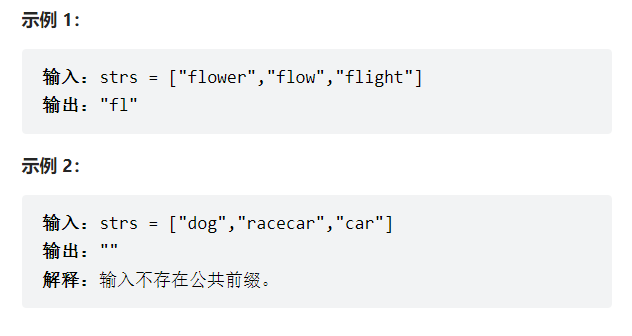 示例 1：
输入：strs = ["flower","flow","flight"]
输出："fl"
示例 2：
输入：strs = ["dog","racecar","car"]
输出：""
解释：输入不存在公共前缀。